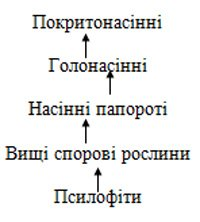 Покритонасінні
Голонасінні
Насінні папороті
Вищі спорові рослини
Псилофіти